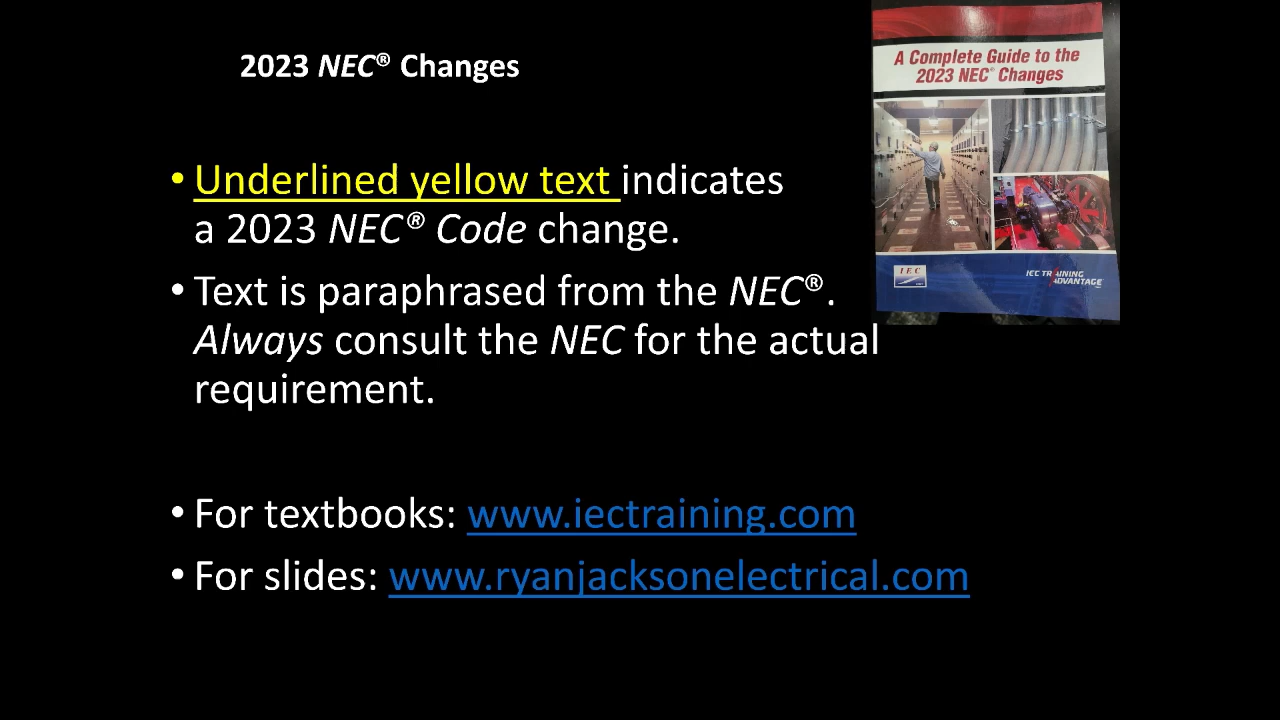 2023 NEC® Changes
A Complete Guide to the
2023 NEC® Changes
• Underlined yellow text indicates
a 2023 NEC® Code change.
• Text is paraphrased from the NEC®.
Always consult the NEC for the actual
requirement.
IEC
IEC TRAINING
ADVANTAGE
• For textbooks: www.iectraining.com
• For slides: www.ryanjacksonelectrical.com